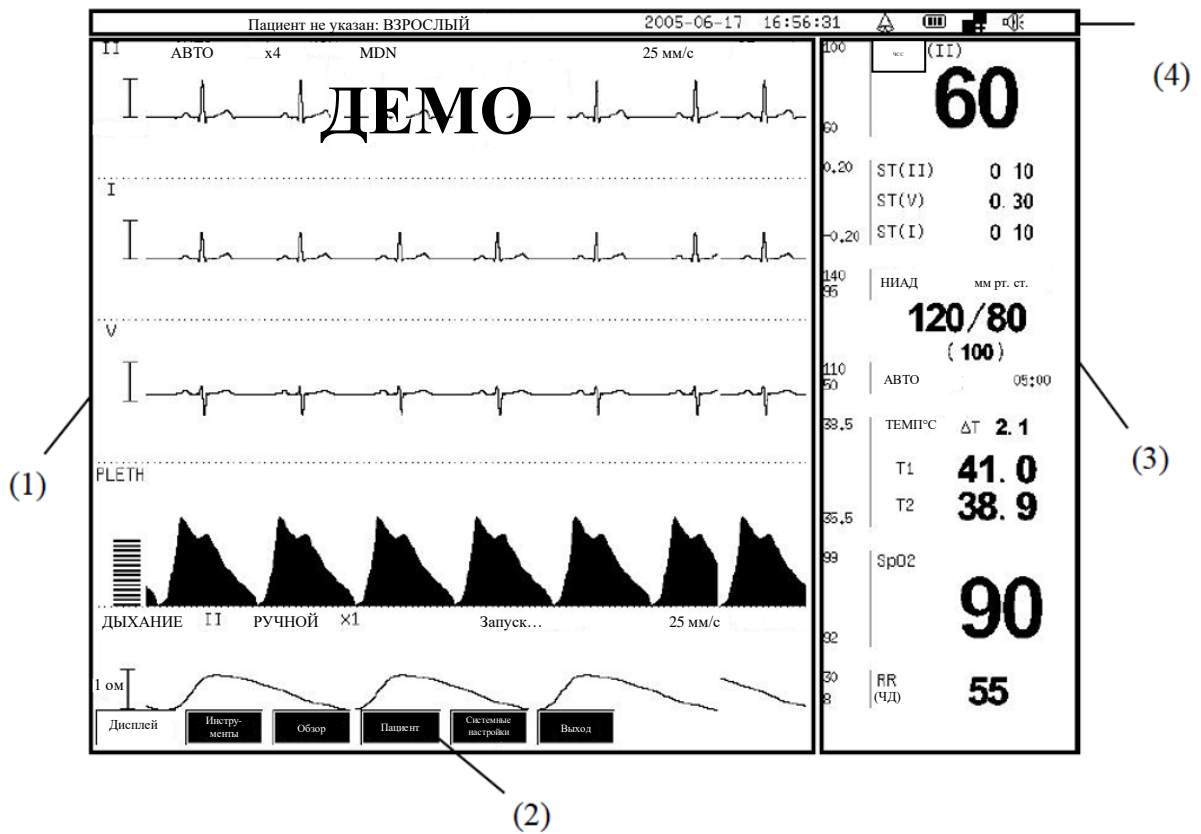 Пациент не указан: ВЗРОСЛЫЙ 2005-06-17 16:56:31
(4)
II АВТО x4 MDN 25 мм/с
ДЕМО
I
V
PLETH
ДЫХАНИЕ II РУЧНОЙ ×1 Запуск… 25 мм/с
1 ом
Дисплей
Инстру-
менты
Обзор
Пациент
Системные
настройки
Выход
(1)
(2)
100 ЧСС (II)
60
60
0.20 ST(II) 0 10
ST(V) 0.30
-0.20 ST(I) 0 10
140
95
НИАД мм рт. ст.
120/80
(100)
110
50
АВТО 05:00
38.5 ТЕМП°C ΔT 2.1
T1 41.0
T2 38.9
35.5
99 SpO2
90
92
30
8
RR
(ЧД)
55
(3)